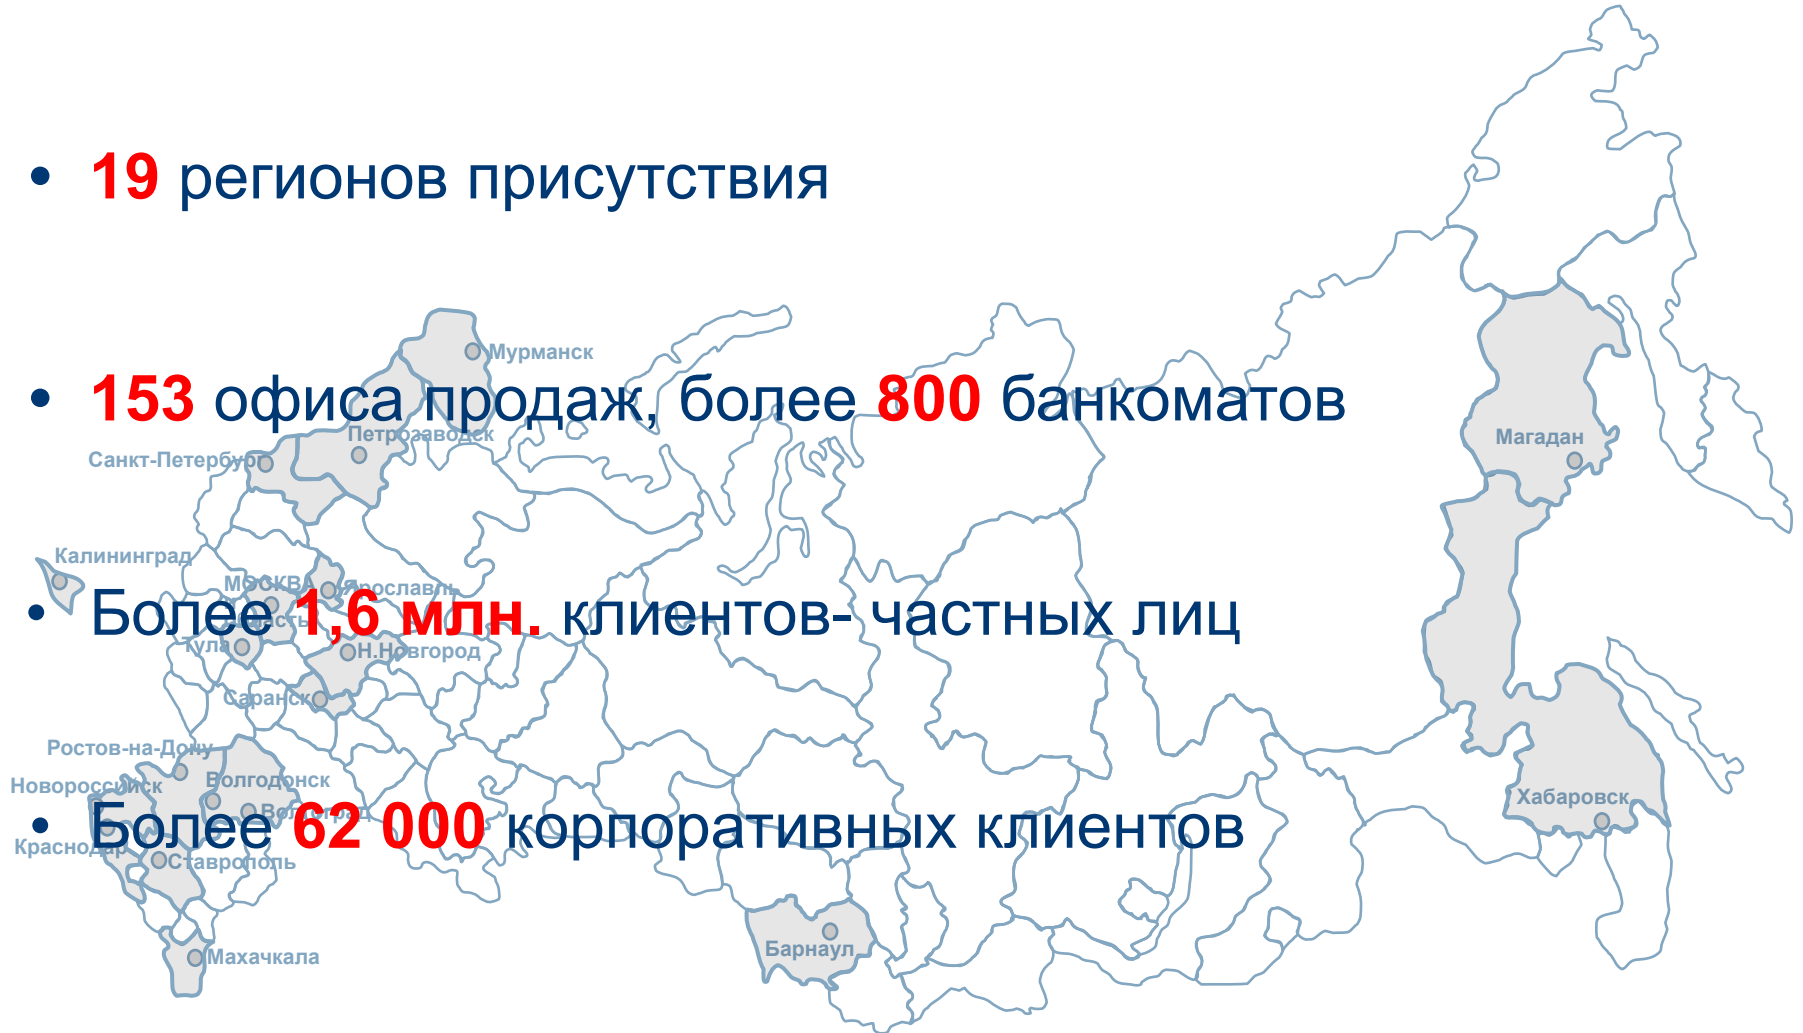 • 19 регионов присутствия
Мурманск
• 153 офиса продаж, более 800 банкоматов
Петрозаводск
Магадан
Санкт-Петербург
Калининград
МОСКВА
Ярославль
• Более 1,6 млн. клиентов- частных лиц
область
Тула
Н.Новгород
Саранск
Ростов-на-Дону
Новороссийск
Волгодонск
Хабаровск
Волгоград
• Более 62 000 корпоративных клиентов
Краснодар
Ставрополь
Барнаул
Махачкала